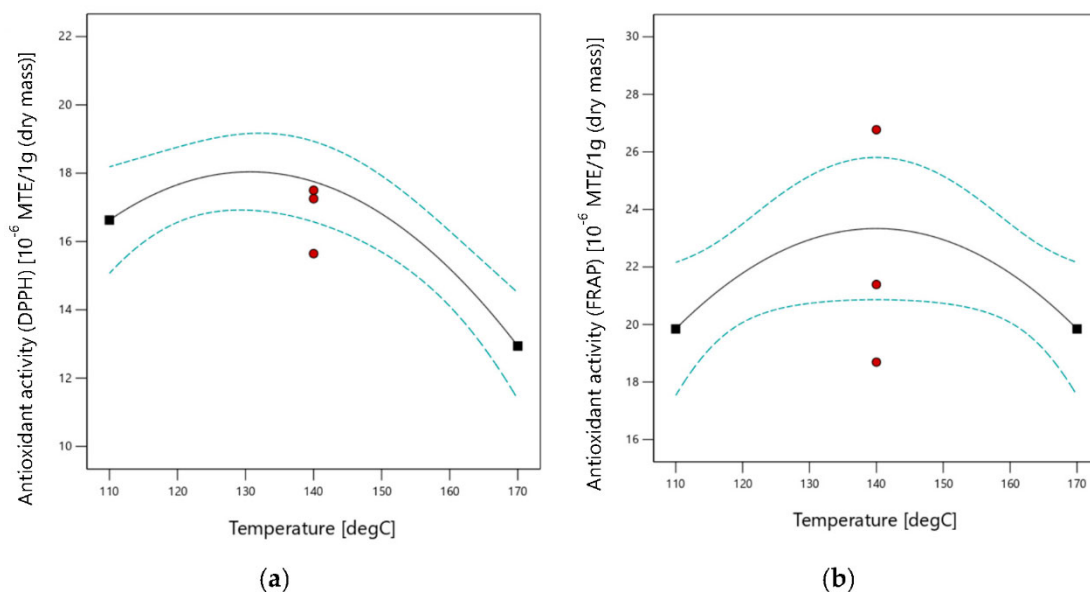 Antioxidant activity (DPPH) [10-6 MTE/1g (dry mass)]
22
20
18
16
14
12
10
110 120 130 140 150 160 170
Temperature [degC]
(a)
Antioxidant activity (FRAP) [10-6 MTE/1g (dry mass)]
30
28
26
24
22
20
18
16
110 120 130 140 150 160 170
Temperature [degC]
(b)